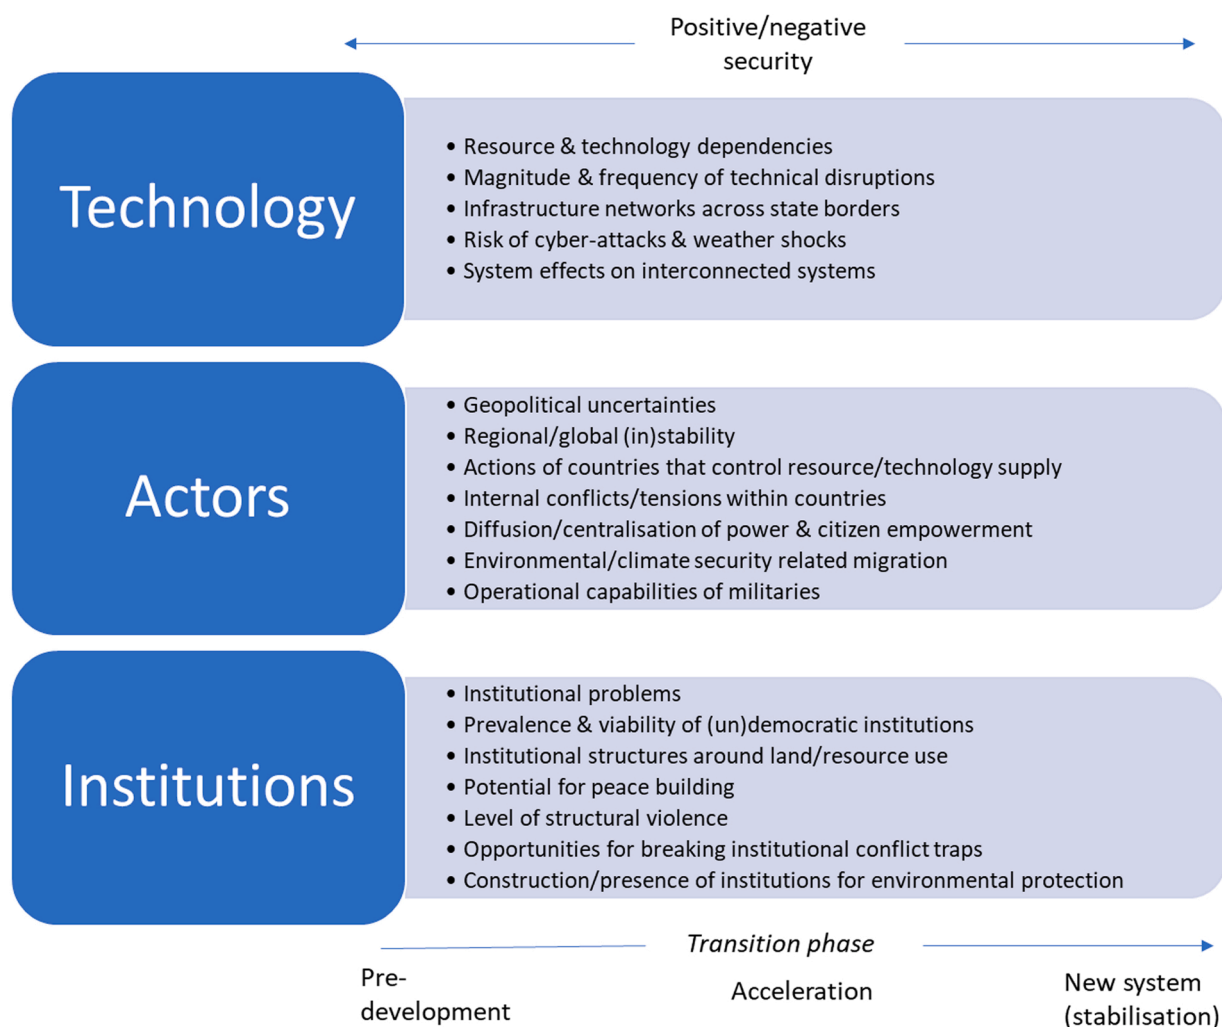 Positive/negative
security
Technology
• Resource & technology dependencies
• Magnitude & frequency of technical disruptions
• Infrastructure networks across state borders
• Risk of cyber-attacks & weather shocks
• System effects on interconnected systems
Actors
• Geopolitical uncertainties
• Regional/global (in)stability
• Actions of countries that control resource/technology supply
• Internal conflicts/tensions within countries
• Diffusion/centralisation of power & citizen empowerment
• Environmental/climate security related migration
• Operational capabilities of militaries
Institutions
• Institutional problems
• Prevalence & viability of (un)democratic institutions
• Institutional structures around land/resource use
• Potential for peace building
• Level of structural violence
• Opportunities for breaking institutional conflict traps
• Construction/presence of institutions for environmental protection
Transition phase
Pre-
development
Acceleration
New system
(stabilisation)